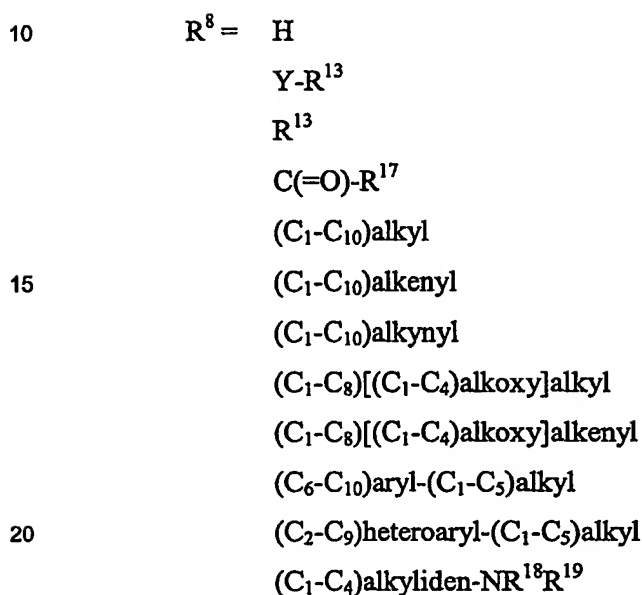 10 R⁸ = H
Y-R¹³
R¹³
C(=O)-R¹⁷
(C₁-C₁₀)alkyl
15 (C₁-C₁₀)alkenyl
(C₁-C₁₀)alkynyl
(C₁-C₈)[(C₁-C₄)alkoxy]alkyl
(C₁-C₈)[(C₁-C₄)alkoxy]alkenyl
(C₆-C₁₀)aryl-(C₁-C₅)alkyl
20 (C₂-C₉)heteroaryl-(C₁-C₅)alkyl
(C₁-C₄)alkyliden-NR¹⁸R¹⁹